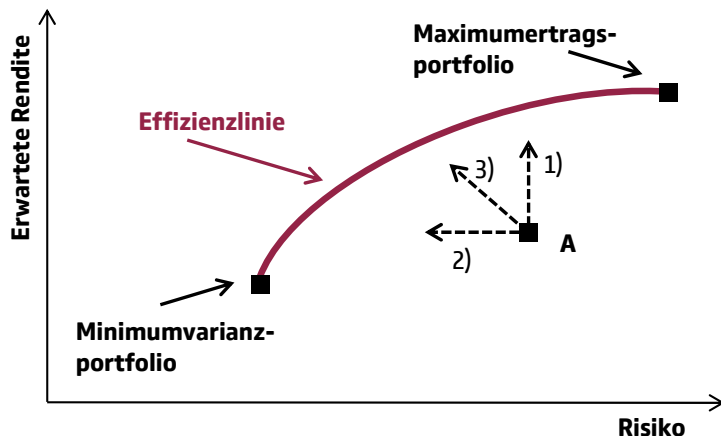 Maximumertrags-
portfolio
Effizienzlinie
Erwartete Rendite
3)
1)
2)
A
Minimumvarianz-
portfolio
Risiko